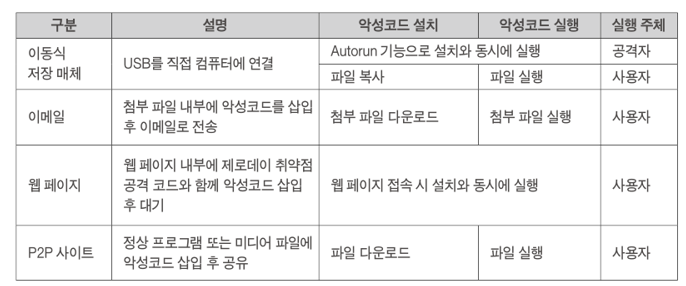 구분 설명 악성코드 설치 악성코드 실행 실행 주체
이동식
저장 매체
USB를 직접 컴퓨터에 연결
Autorun 기능으로 설치와 동시에 실행 공격자
파일 복사 파일 실행 사용자
이메일
첨부 파일 내부에 악성코드를 삽입
후 이메일로 전송
첨부 파일 다운로드 첨부 파일 실행 사용자
웹 페이지
웹 페이지 내부에 제로데이 취약점
공격 코드와 함께 악성코드 삽입
후 대기
웹 페이지 접속 시 설치와 동시에 실행 사용자
P2P 사이트
정상 프로그램 또는 미디어 파일에
악성코드 삽입 후 공유
파일 다운로드 파일 실행 사용자